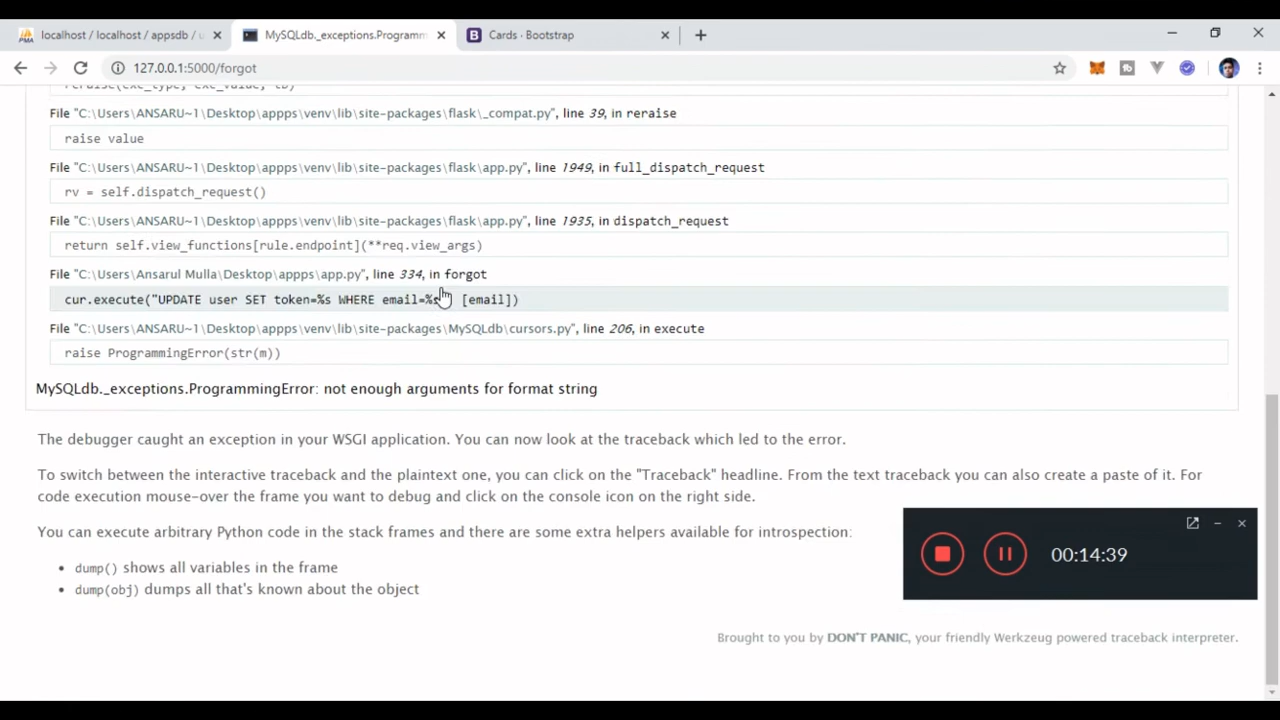 localhost / localhost / appsdb / u
MySQLdb._exceptions.Programm
Cards · Bootstrap
127.0.0.1:5000/forgot
reraise(exc_type, exc_value, tb)
File "C:\Users\ANSARU~1\Desktop\appps\venv\lib\site-packages\flask\_compat.py", line 39, in reraise
raise value
File "C:\Users\ANSARU~1\Desktop\appps\venv\lib\site-packages\flask\app.py", line 1949, in full_dispatch_request
rv = self.dispatch_request()
File "C:\Users\ANSARU~1\Desktop\appps\venv\lib\site-packages\flask\app.py", line 1935, in dispatch_request
return self.view_functions[rule.endpoint](**req.view_args)
File "C:\Users\Ansarul Mulla\Desktop\appps\app.py", line 334, in forgot
cur.execute("UPDATE user SET token=%s WHERE email=%s [email])
File "C:\Users\ANSARU~1\Desktop\appps\venv\lib\site-packages\MySQLdb\cursors.py", line 206, in execute
raise ProgrammingError(str(m))
MySQLdb._exceptions.ProgrammingError: not enough arguments for format string
The debugger caught an exception in your WSGI application. You can now look at the traceback which led to the error.
To switch between the interactive traceback and the plaintext one, you can click on the "Traceback" headline. From the text traceback you can also create a paste of it. For
code execution mouse-over the frame you want to debug and click on the console icon on the right side.
You can execute arbitrary Python code in the stack frames and there are some extra helpers available for introspection:
• dump() shows all variables in the frame
• dump(obj) dumps all that's known about the object
00:14:39
Brought to you by DON'T PANIC, your friendly Werkzeug powered traceback interpreter.